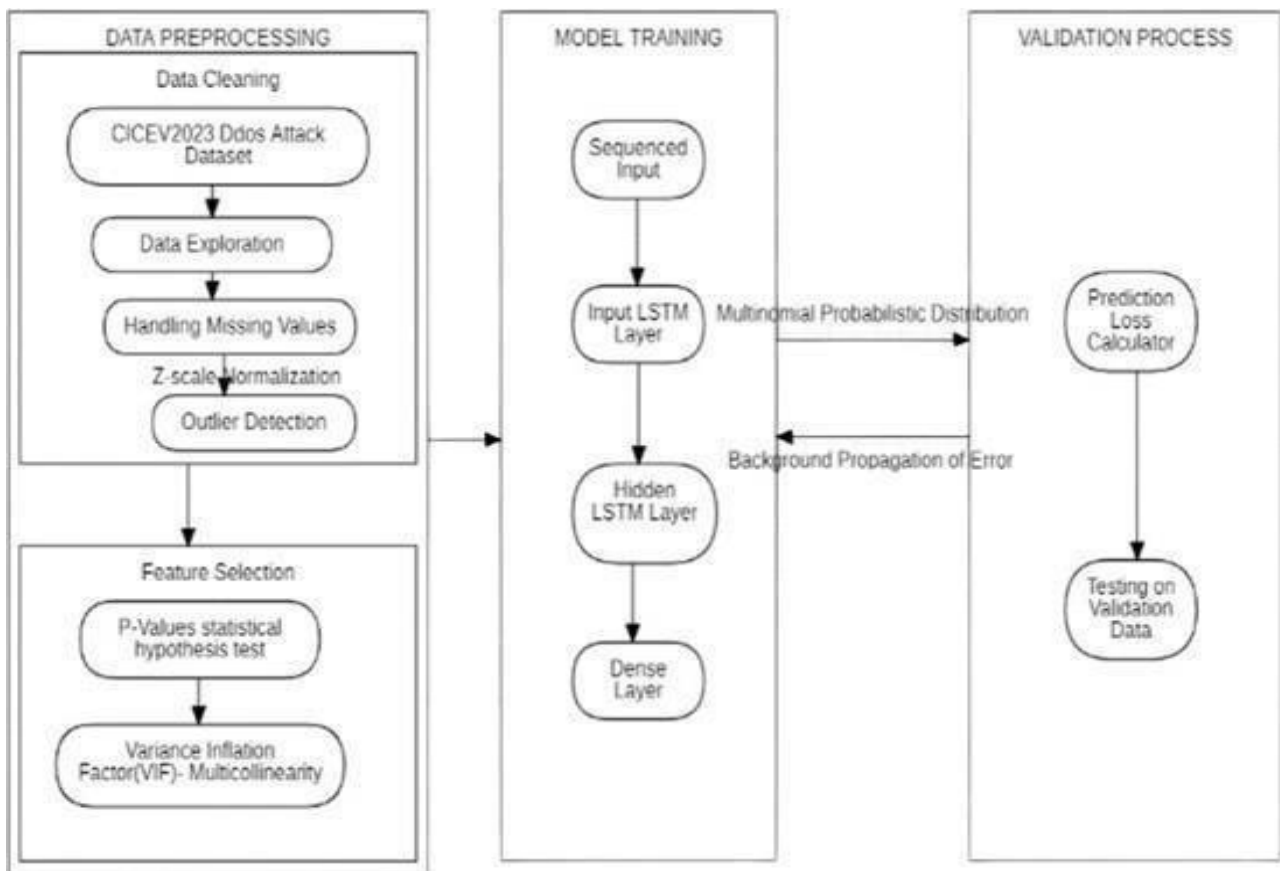 DATA PREPROCESSING
Data Cleaning
CICEV2023 Ddos Attack
Dataset
Data Exploration
Handling Missing Values
Z-scale Normalization
Outlier Detection
Feature Selection
P-Values statistical
hypothesis test
Variance Inflation
Factor(VIF)- Multicollinearity
MODEL TRAINING
Sequenced
Input
Input LSTM
Layer
Hidden
LSTM Layer
Dense
Layer
Multinomial Probabilistic Distribution
Background Propagation of Error
VALIDATION PROCESS
Prediction
Loss
Calculator
Testing on
Validation
Data